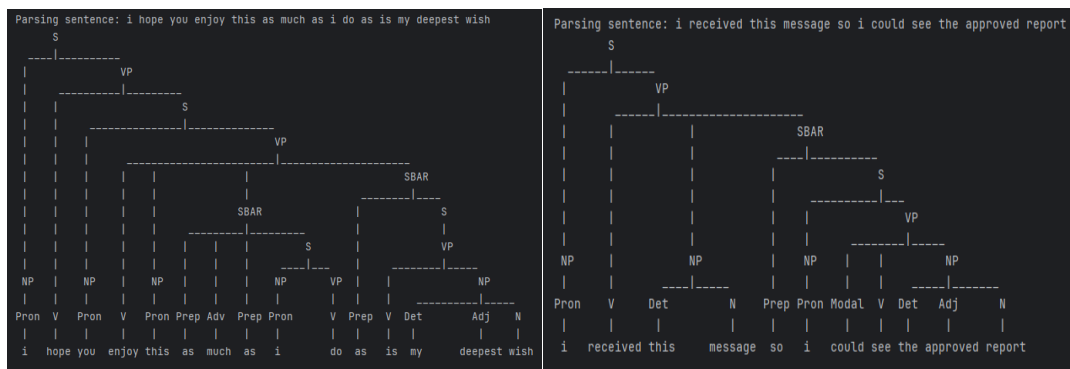 Parsing sentence: i hope you enjoy this as much as i do as is my deepest wish
S
VP
S
VP
SBAR
SBAR S
S VP
NP NP NP NP VP NP
Pron V Pron V Pron Prep Adv Prep Pron V Prep V Det Adj N
i hope you enjoy this as much as i do as is my deepest wish
Parsing sentence: i received this message so i could see the approved report
S
VP
SBAR
S
VP
NP NP NP NP
Pron V Det N Prep Pron Modal V Det Adj N
i received this message so i could see the approved report